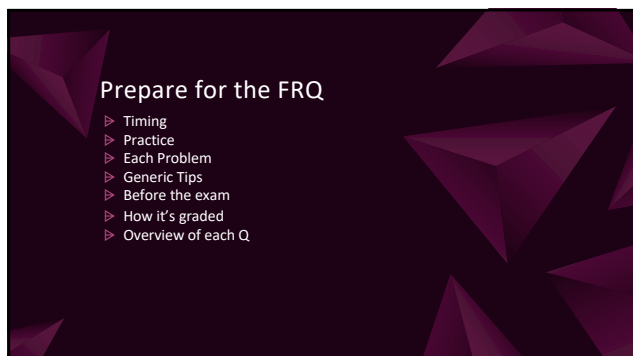 Prepare for the FRQ
Timing
Practice
Each Problem
Generic Tips
Before the exam
How it's graded
Overview of each Q